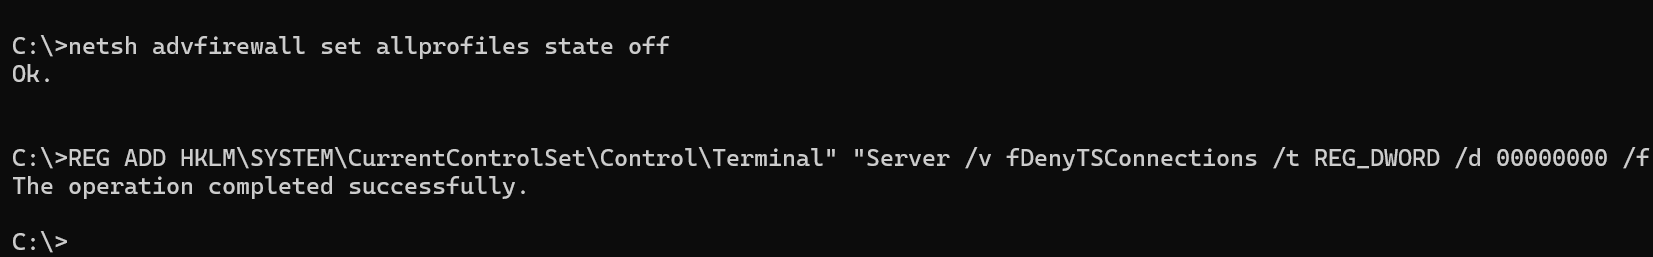 C:\>netsh advfirewall set allprofiles state off
Ok.
C:\>REG ADD HKLM\SYSTEM\CurrentControlSet\Control\Terminal" "Server /v fDenyTSConnections /t REG_DWORD /d 00000000 /f
The operation completed successfully.
C:\>